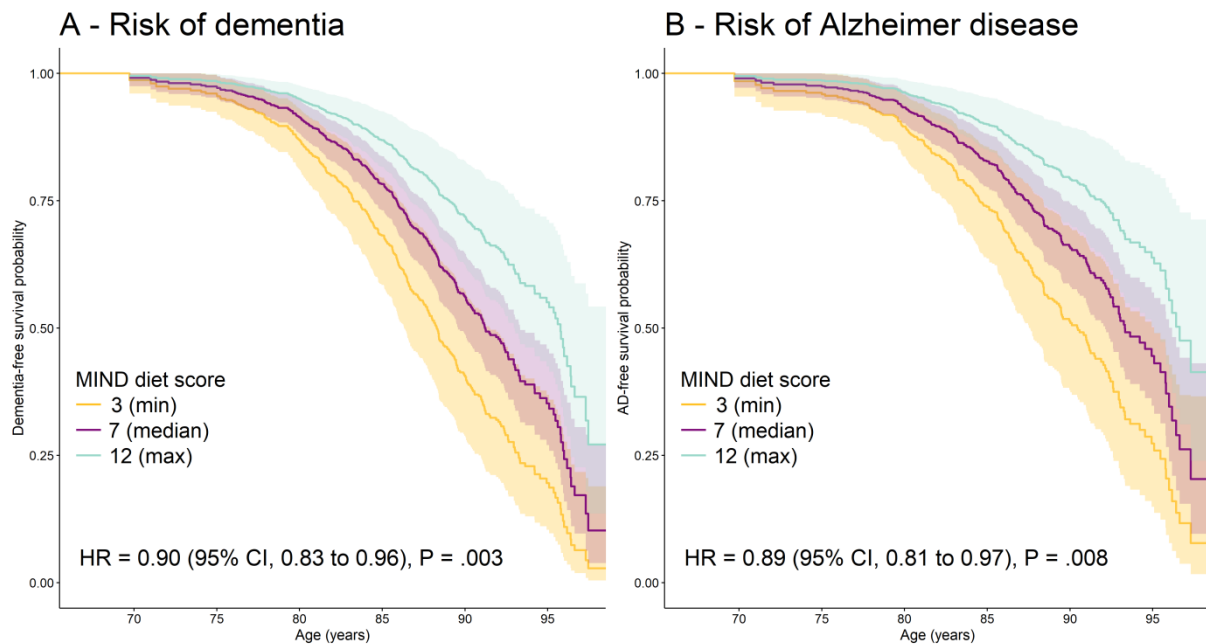 A - Risk of dementia
Dementia-free survival probability
1.00
0.75
0.50
0.25
0.00
MIND diet score
3 (min)
7 (median)
12 (max)
HR = 0.90 (95% CI, 0.83 to 0.96), P = .003
70 75 80 85 90 95
Age (years)
B - Risk of Alzheimer disease
AD-free survival probability
1.00
0.75
0.50
0.25
0.00
MIND diet score
3 (min)
7 (median)
12 (max)
HR = 0.89 (95% CI, 0.81 to 0.97), P = .008
70 75 80 85 90 95
Age (years)